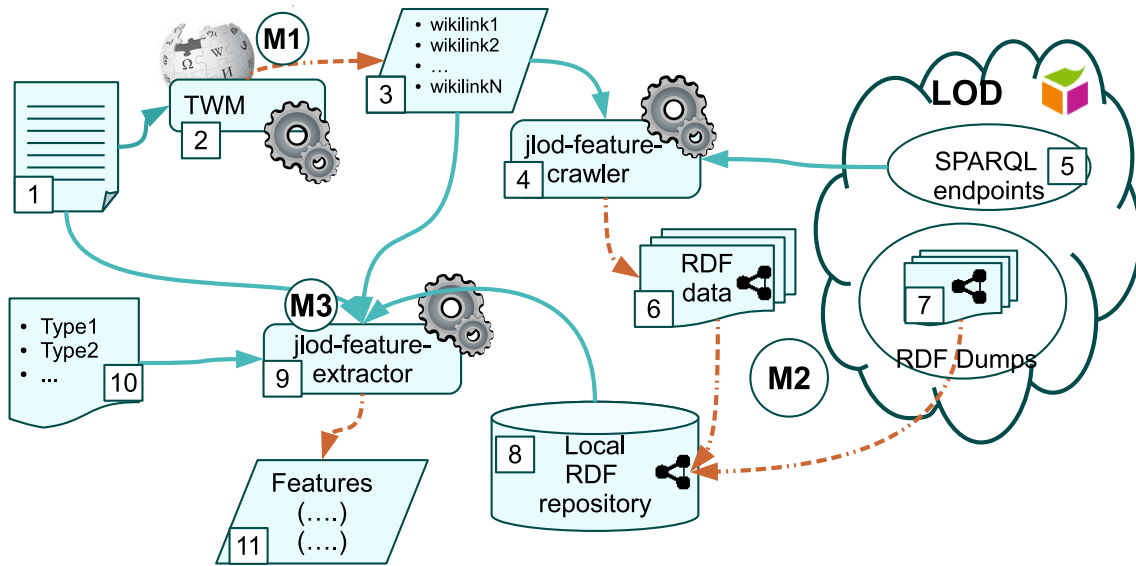 M1
TWM
2
• wikilink1
• wikilink2
• ...
• wikilinkN
3
1
LOD
jlod-feature-
crawler
4
SPARQL
endpoints
5
RDF
data
6
7
RDF Dumps
M2
M3
jlod-feature-
extractor
9
• Type1
• Type2
• ...
10
8
Local
RDF
repository
Features
(....)
(....)
11